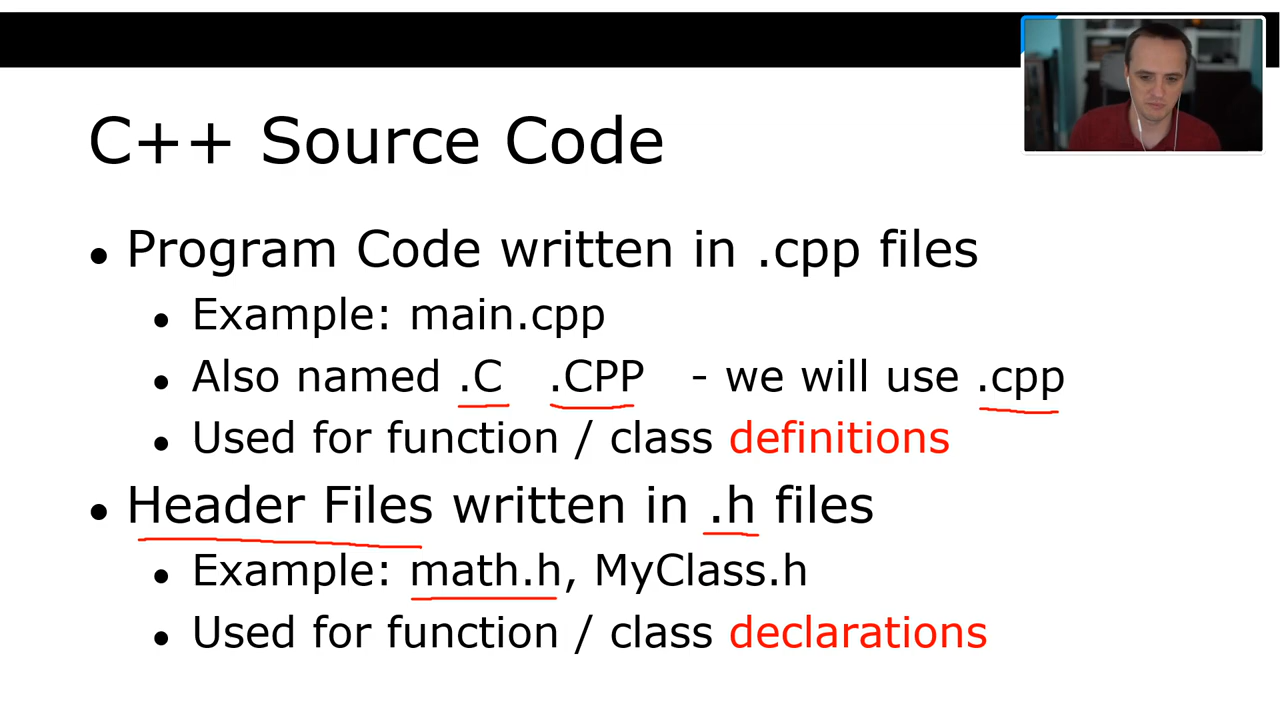 C++ Source Code
• Program Code written in .cpp files
• Example: main.cpp
• Also named .C .CPP - we will use .cpp
• Used for function / class definitions
• Header Files written in .h files
• Example: math.h, MyClass.h
• Used for function / class declarations